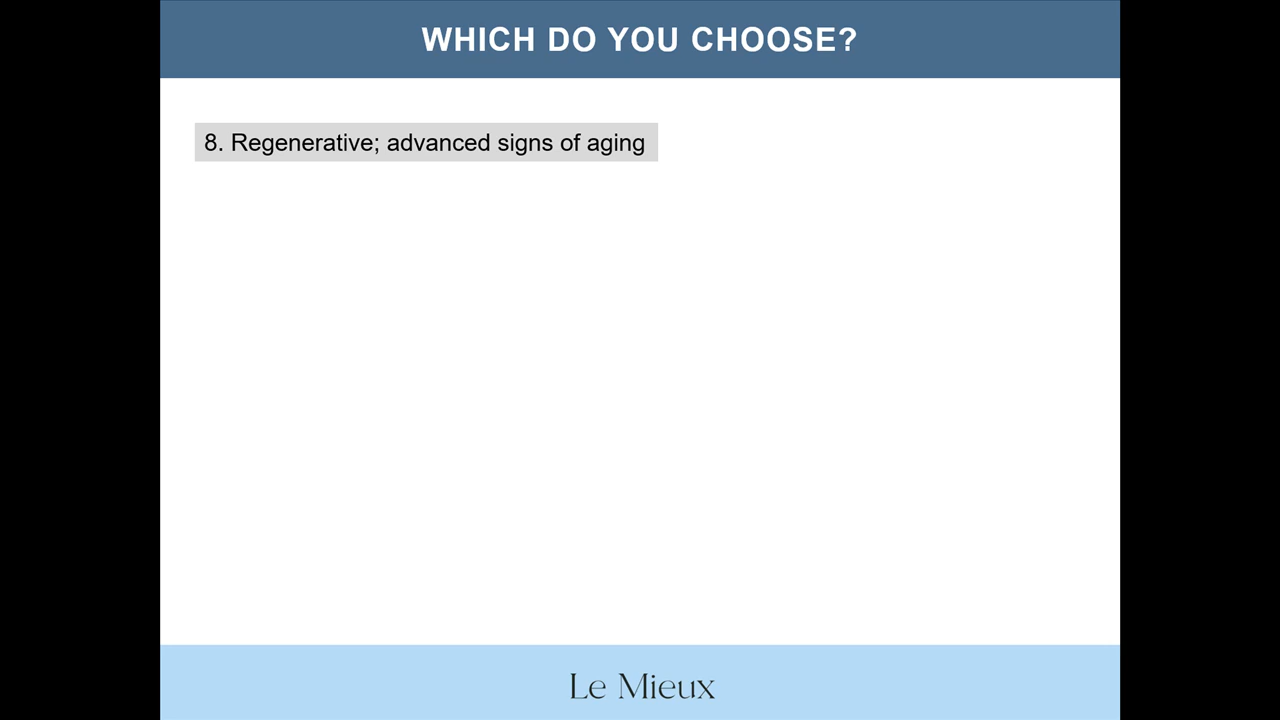 WHICH DO YOU CHOOSE?
8. Regenerative; advanced signs of aging
Le Mieux